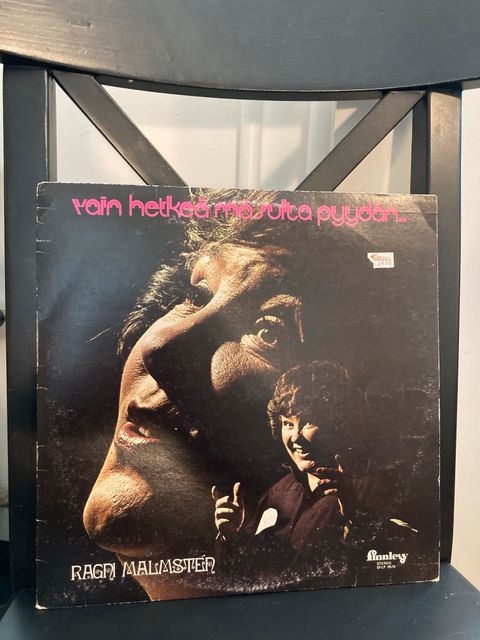 vain hetkeä mä sulta pyydän...
RAGNI MALMSTÉN
Finnlevy
STEREO